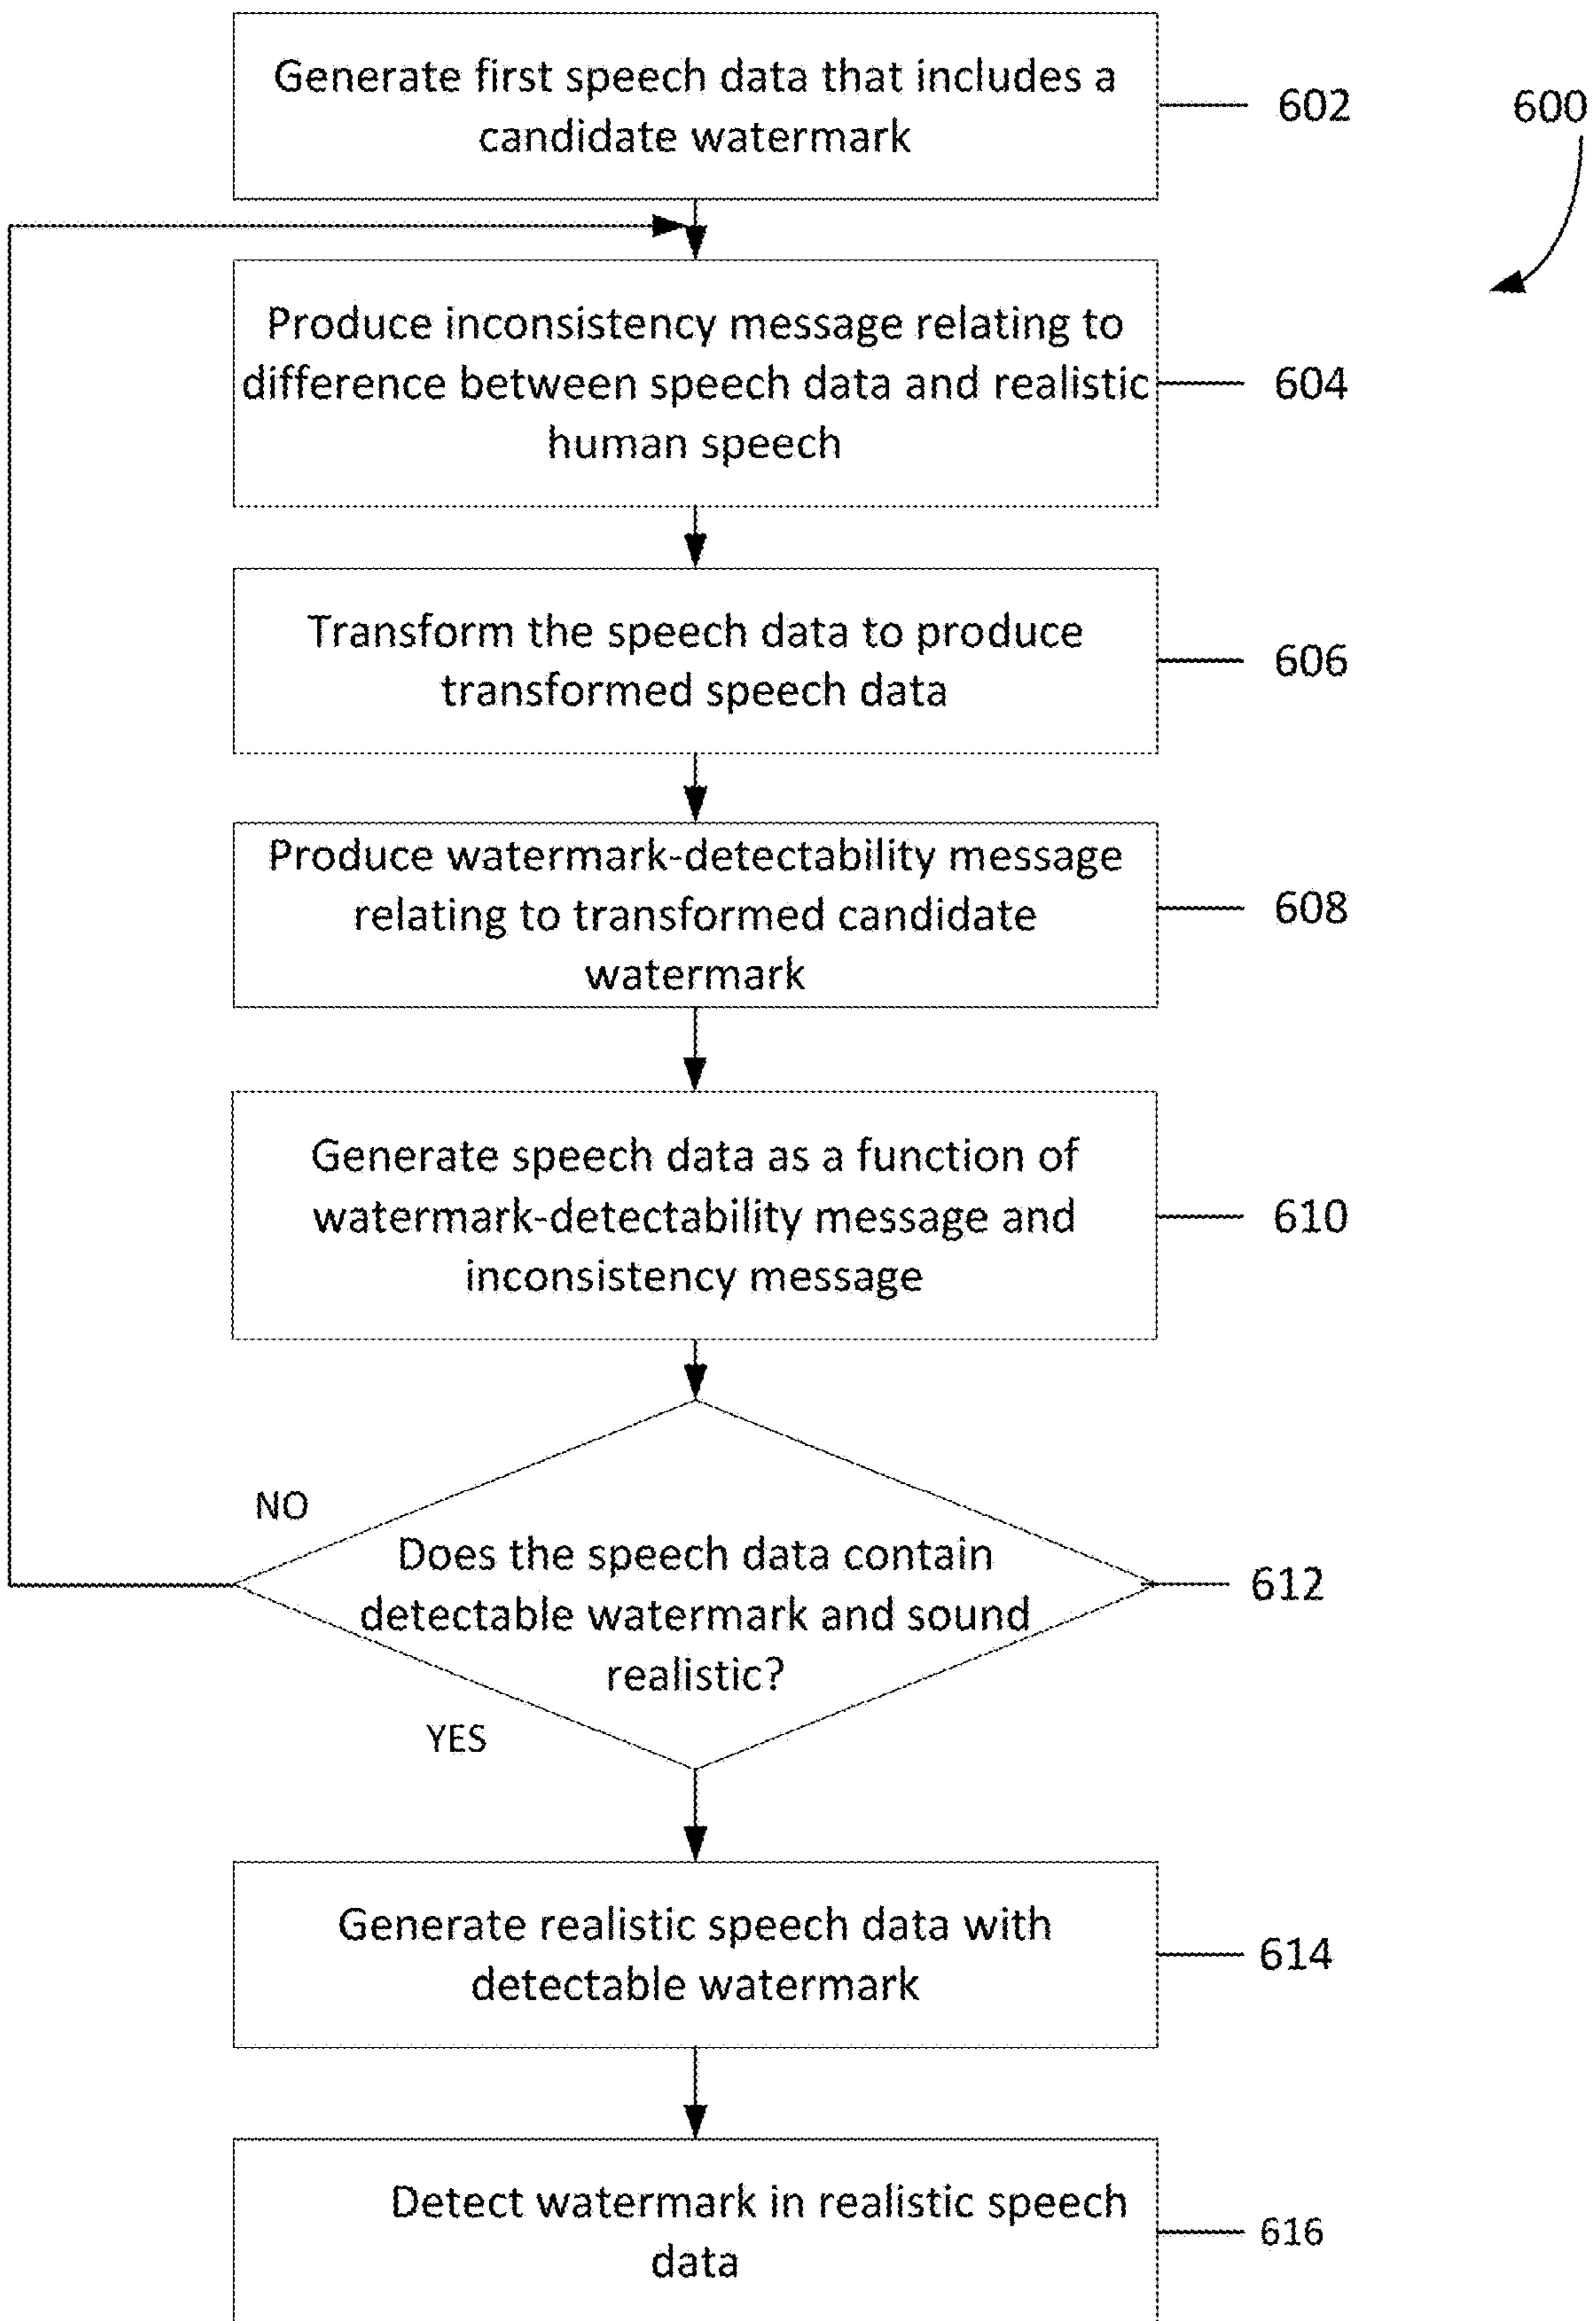 Generate first speech data that includes a
candidate watermark
602
600
Produce inconsistency message relating to
difference between speech data and realistic
human speech
604
Transform the speech data to produce
transformed speech data
606
Produce watermark-detectability message
relating to transformed candidate
watermark
608
Generate speech data as a function of
watermark-detectability message and
inconsistency message
610
NO
Does the speech data contain
detectable watermark and sound
realistic?
612
YES
Generate realistic speech data with
detectable watermark
614
Detect watermark in realistic speech
data
616